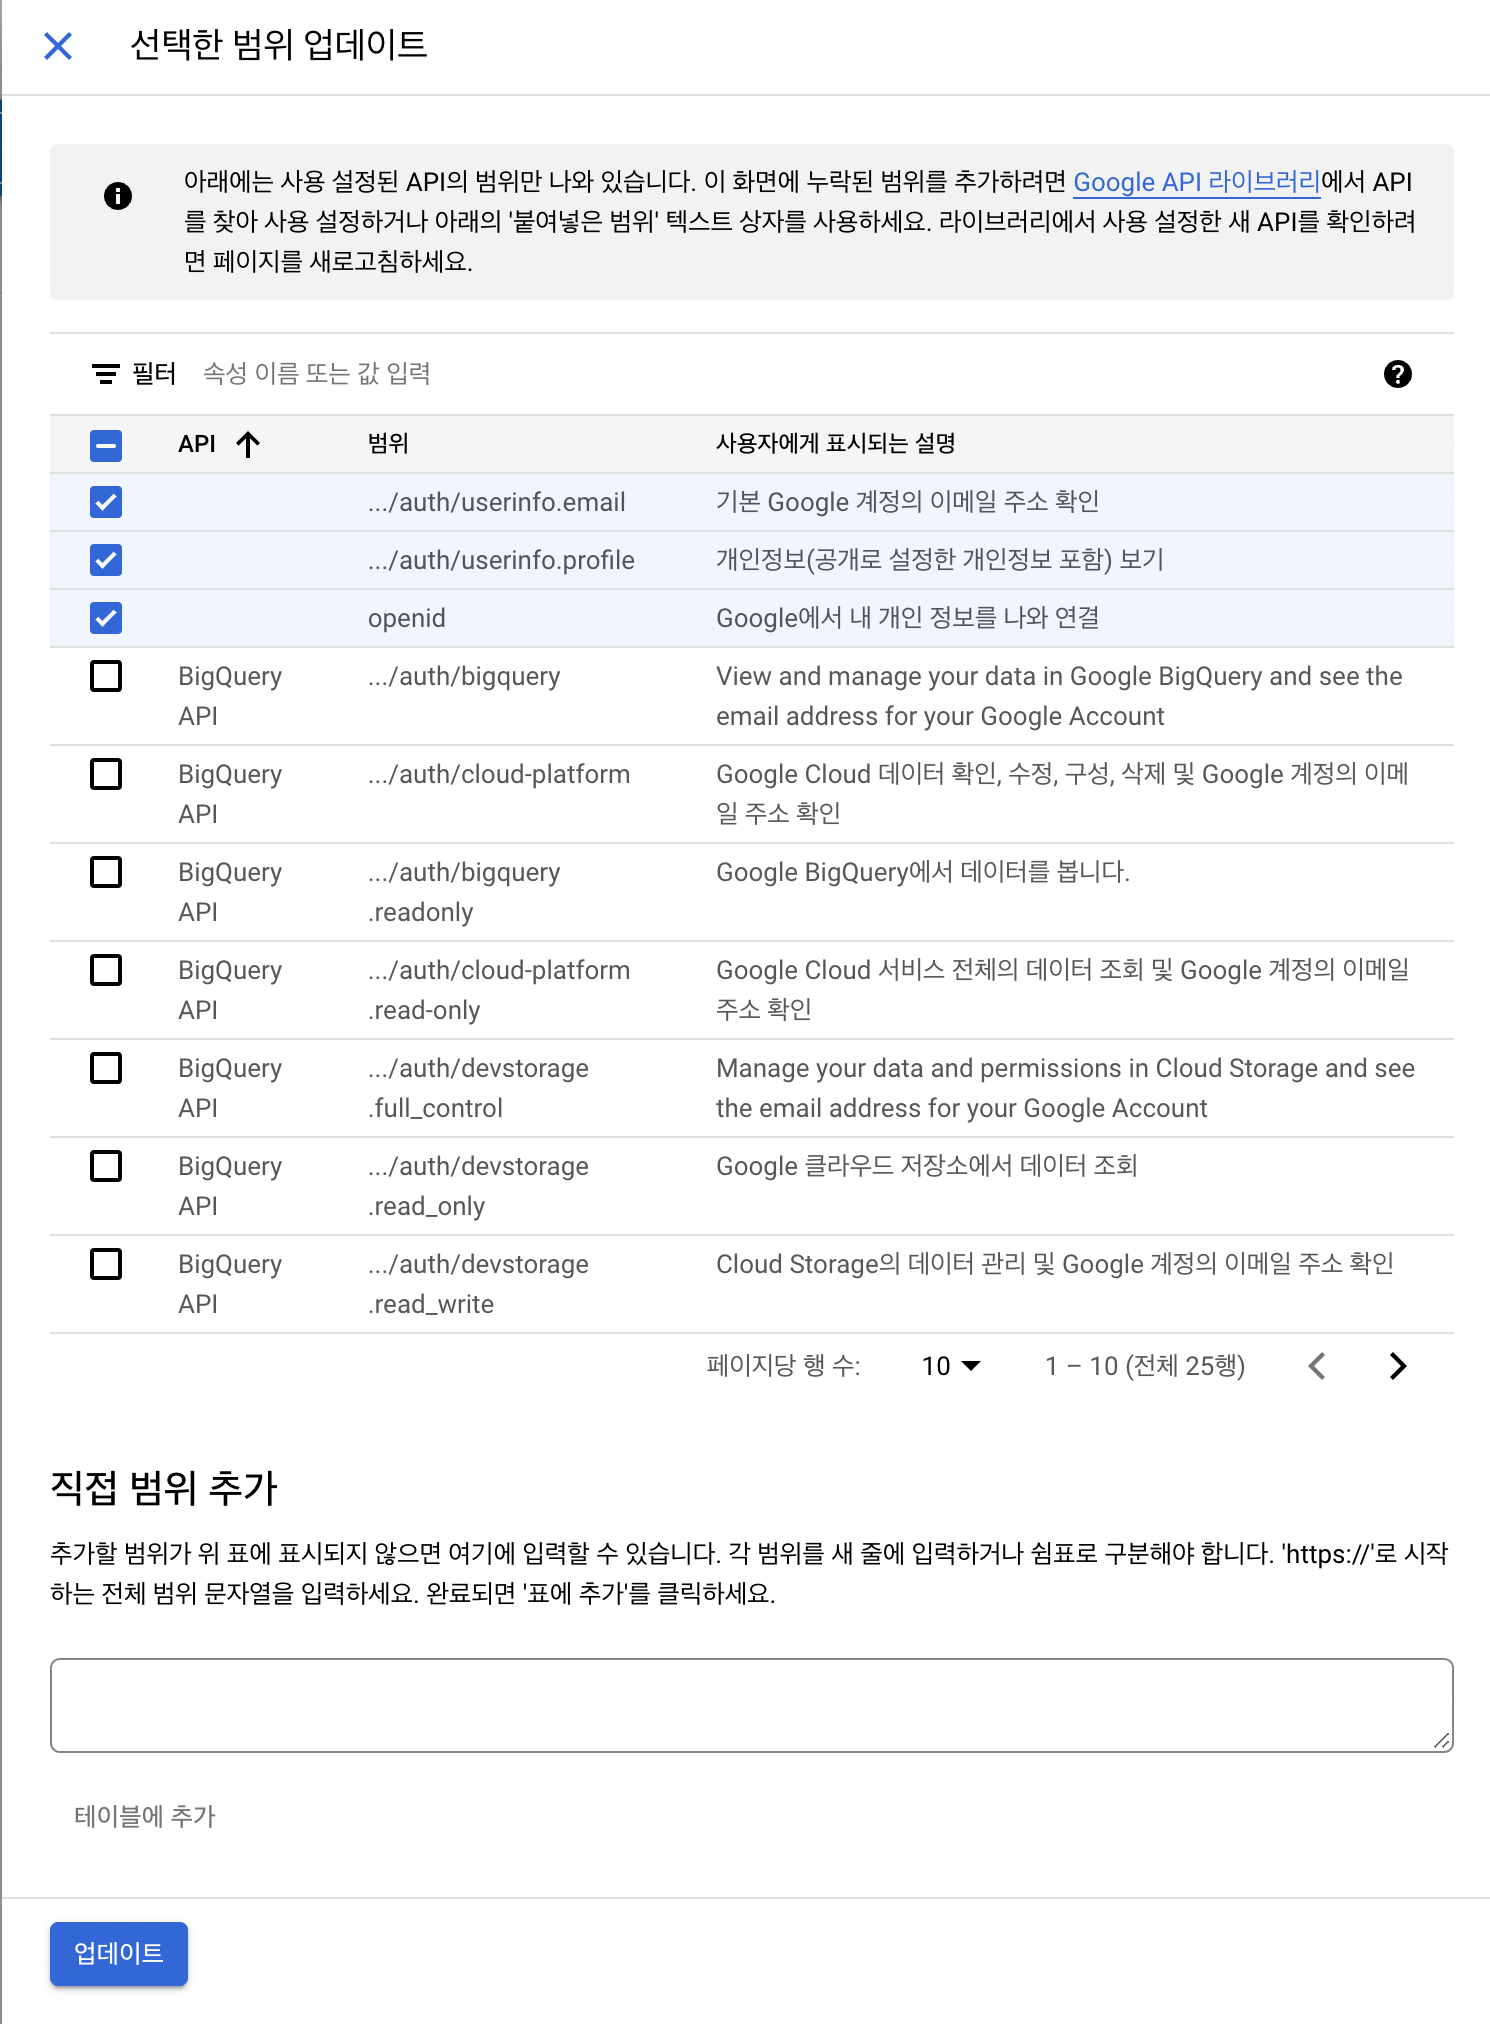 선택한 범위 업데이트
아래에는 사용 설정된 API의 범위만 나와 있습니다. 이 화면에 누락된 범위를 추가하려면 Google API 라이브러리에서 API
를 찾아 사용 설정하거나 아래의 '붙여넣은 범위' 텍스트 상자를 사용하세요. 라이브러리에서 사용 설정한 새 API를 확인하려
면 페이지를 새로고침하세요.
필터 속성 이름 또는 값 입력
API 범위 사용자에게 표시되는 설명
.../auth/userinfo.email 기본 Google 계정의 이메일 주소 확인
.../auth/userinfo.profile 개인정보(공개로 설정한 개인정보 포함) 보기
openid Google에서 내 개인 정보를 나와 연결
BigQuery .../auth/bigquery View and manage your data in Google BigQuery and see the
API email address for your Google Account
BigQuery .../auth/cloud-platform Google Cloud 데이터 확인, 수정, 구성, 삭제 및 Google 계정의 이메
API 일 주소 확인
BigQuery .../auth/bigquery Google BigQuery에서 데이터를 봅니다.
API .readonly
BigQuery .../auth/cloud-platform Google Cloud 서비스 전체의 데이터 조회 및 Google 계정의 이메일
API .read-only 주소 확인
BigQuery .../auth/devstorage Manage your data and permissions in Cloud Storage and see
API .full_control the email address for your Google Account
BigQuery .../auth/devstorage Google 클라우드 저장소에서 데이터 조회
API .read_only
BigQuery .../auth/devstorage Cloud Storage의 데이터 관리 및 Google 계정의 이메일 주소 확인
API .read_write
페이지당 행 수: 10 1 – 10 (전체 25행)
직접 범위 추가
추가할 범위가 위 표에 표시되지 않으면 여기에 입력할 수 있습니다. 각 범위를 새 줄에 입력하거나 쉼표로 구분해야 합니다. 'https://'로 시작
하는 전체 범위 문자열을 입력하세요. 완료되면 '표에 추가'를 클릭하세요.
테이블에 추가
업데이트